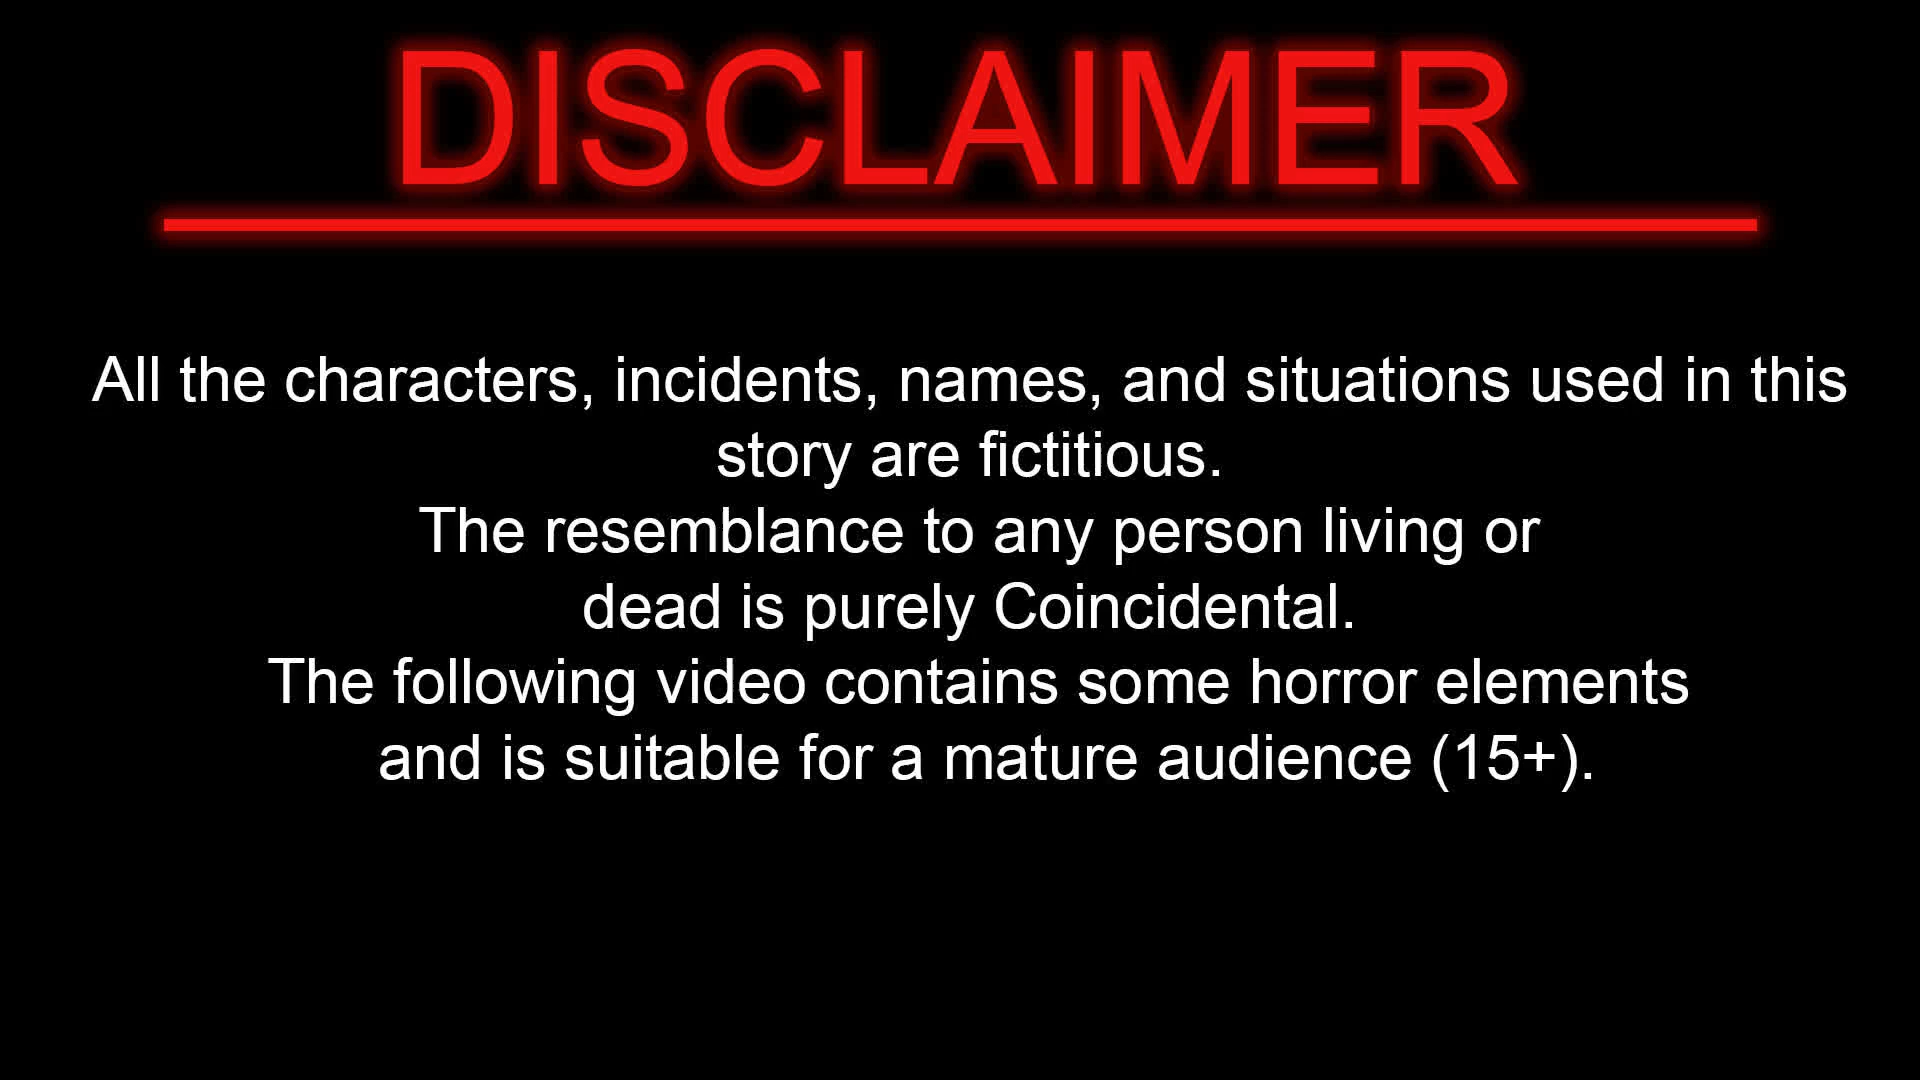 DISCLAIMER
All the characters, incidents, names, and situations used in this
story are fictitious.
The resemblance to any person living or
dead is purely Coincidental.
The following video contains some horror elements
and is suitable for a mature audience (15+).